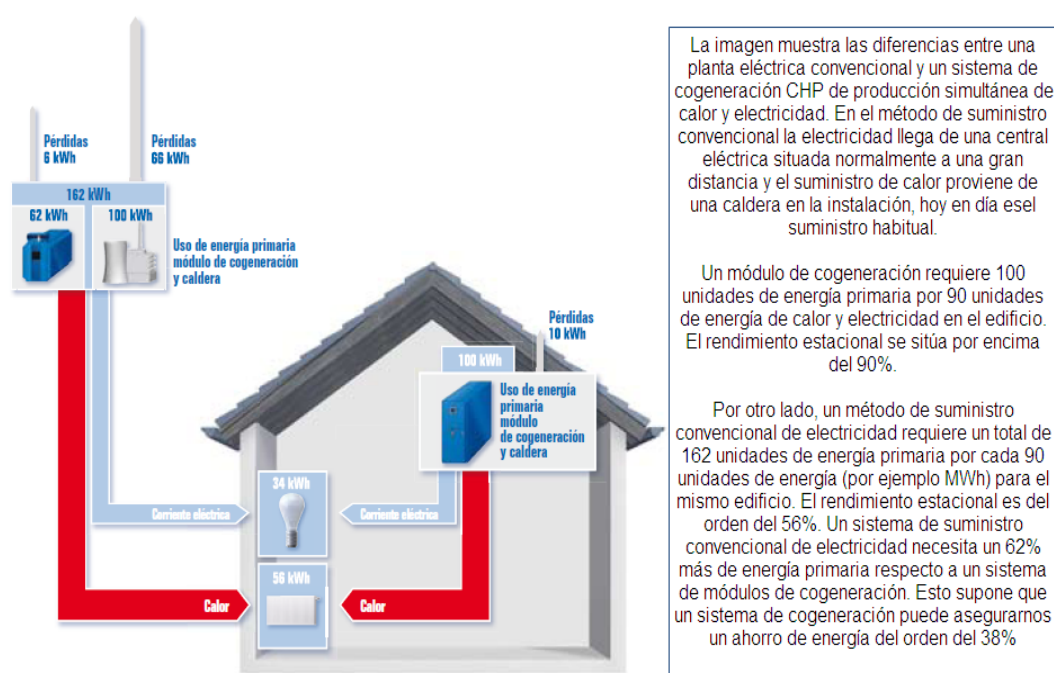 Pérdidas
6 kWh
Pérdidas
66 kWh
162 kWh
62 kWh
100 kWh
Uso de energía primaria
módulo de cogeneración
y caldera
Pérdidas
10 kWh
100 kWh
Uso de energía
primaria
módulo
de cogeneración
y caldera
34 kWh
Corriente eléctrica
Corriente eléctrica
56 kWh
Calor
Calor
La imagen muestra las diferencias entre una
planta eléctrica convencional y un sistema de
cogeneración CHP de producción simultánea de
calor y electricidad. En el método de suministro
convencional la electricidad llega de una central
eléctrica situada normalmente a una gran
distancia y el suministro de calor proviene de
una caldera en la instalación, hoy en día esel
suministro habitual.
Un módulo de cogeneración requiere 100
unidades de energía primaria por 90 unidades
de energía de calor y electricidad en el edificio.
El rendimiento estacional se sitúa por encima
del 90%.
Por otro lado, un método de suministro
convencional de electricidad requiere un total de
162 unidades de energía primaria por cada 90
unidades de energía (por ejemplo MWh) para el
mismo edificio. El rendimiento estacional es del
orden del 56%. Un sistema de suministro
convencional de electricidad necesita un 62%
más de energía primaria respecto a un sistema
de módulos de cogeneración. Esto supone que
un sistema de cogeneración puede asegurarnos
un ahorro de energía del orden del 38%